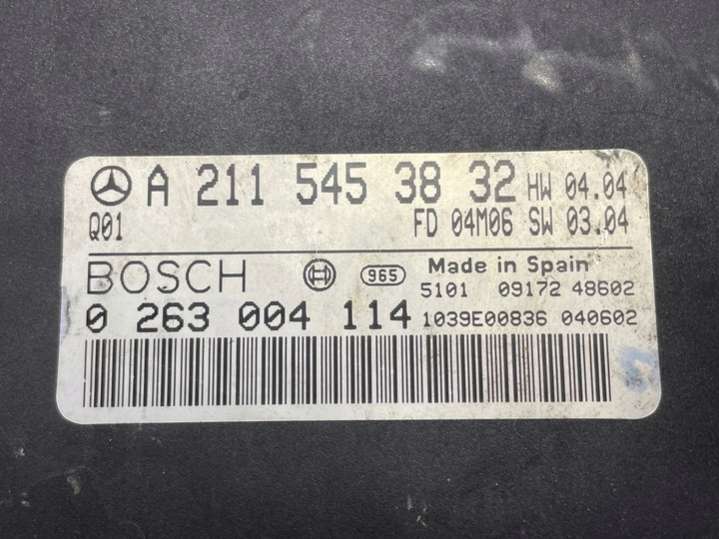 A 211 545 38 32 HW 04.04
Q01 FD 04M06 SW 03.04
BOSCH 965 Made in Spain
5101 09172 48602
0 263 004 114 1039E00836 040602